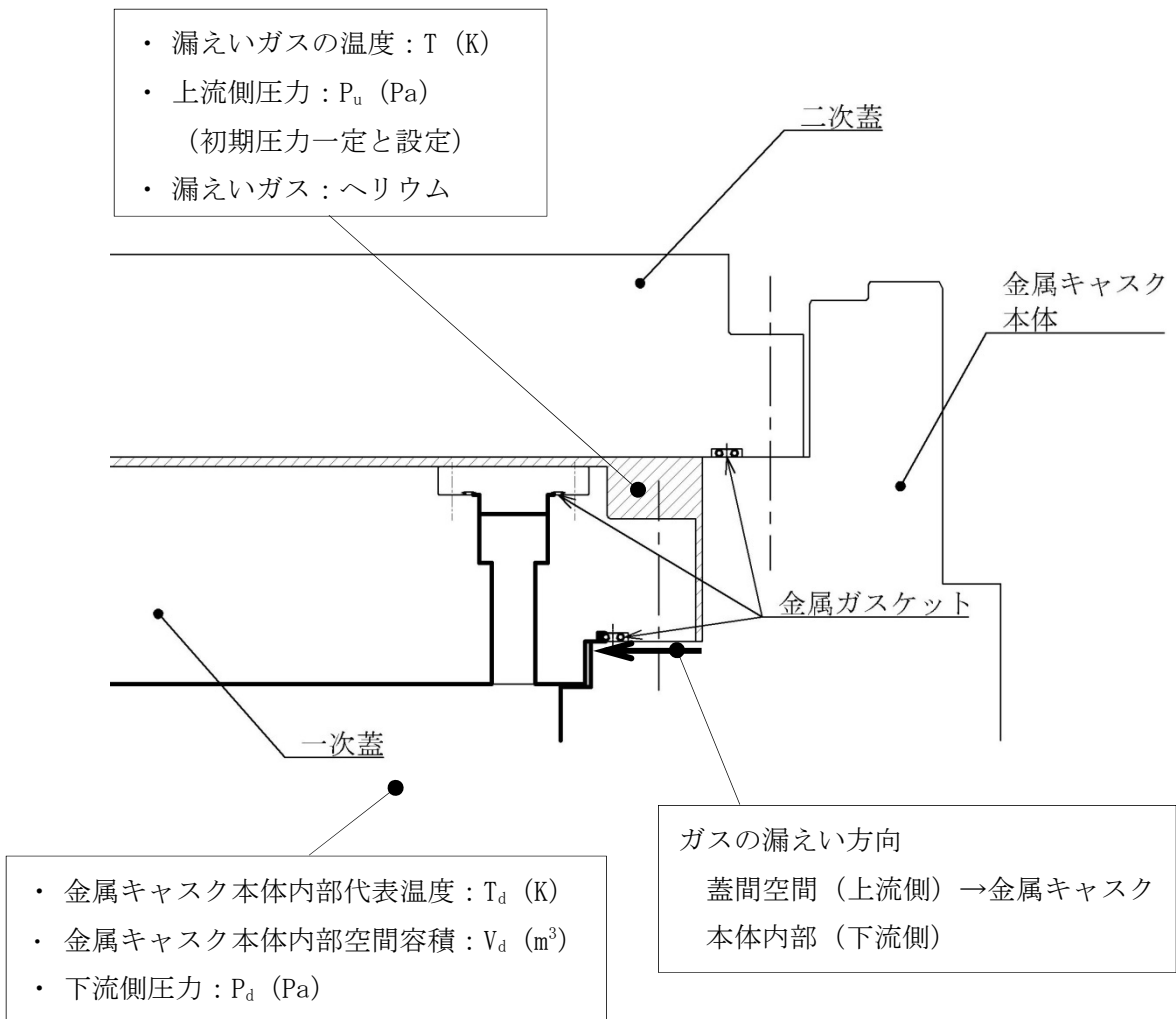 ・ 漏えいガスの温度：T (K)
・ 上流側圧力：Pu (Pa)
（初期圧力一定と設定）
・ 漏えいガス：ヘリウム
二次蓋
金属キャスク
本体
金属ガスケット
一次蓋
ガスの漏えい方向
蓋間空間（上流側）→金属キャスク
本体内部（下流側）
・ 金属キャスク本体内部代表温度：Td (K)
・ 金属キャスク本体内部空間容積：Vd (m³)
・ 下流側圧力：Pd (Pa)